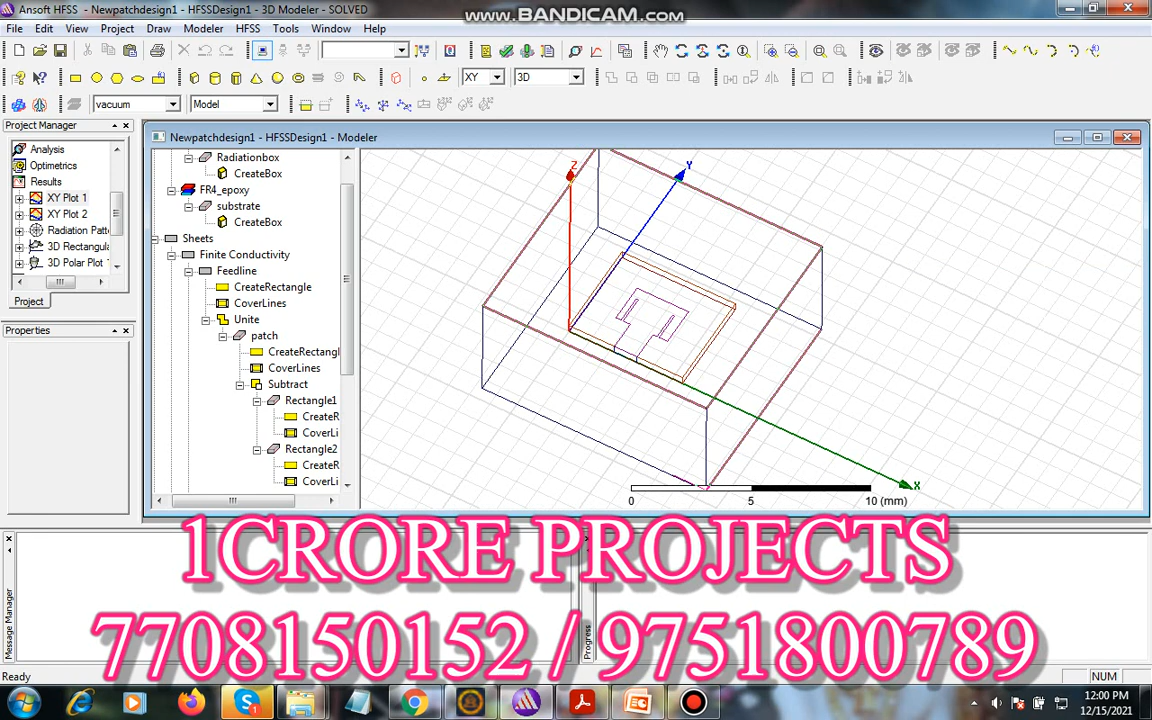 Ansoft HFSS - Newpatchdesign1 - HFSSDesign1 - 3D Modeler - SOLVED
www.BANDICAM.com
File Edit View Project Draw Modeler HFSS Tools Window Help
XY 3D
vacuum Model
Project Manager
Analysis
Optimetrics
Results
XY Plot 1
XY Plot 2
Radiation Patt
3D Rectangula
3D Polar Plot
Project
Properties
Newpatchdesign1 - HFSSDesign1 - Modeler
Radiationbox
CreateBox
FR4_epoxy
substrate
CreateBox
Sheets
Finite Conductivity
Feedline
CreateRectangle
CoverLines
Unite
patch
CreateRectangl
CoverLines
Subtract
Rectangle1
CreateR
CoverLi
Rectangle2
CreateR
CoverLi
Z
Y
X
0 5 10 (mm)
1CRORE PROJECTS
7708150152 / 9751800789
Message Manager
Progress
Ready
NUM
12:00 PM
12/15/2021